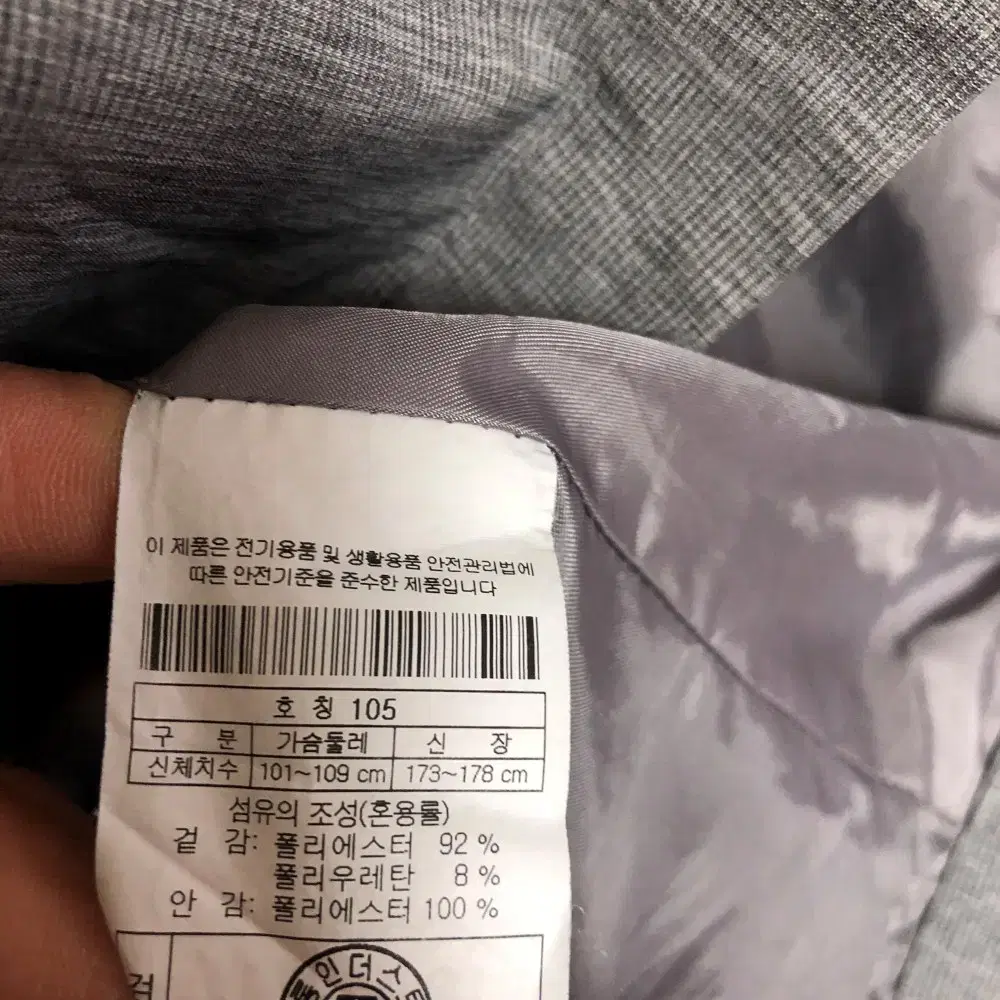 이 제품은 전기용품 및 생활용품 안전관리법에
따른 안전기준을 준수한 제품입니다
호 칭 105
구 분 가슴둘레 신 장
신체치수 101~109 cm 173~178 cm
섬유의 조성(혼용률)
겉 감: 폴리에스터 92 %
폴리우레탄 8 %
안 감: 폴리에스터 100 %